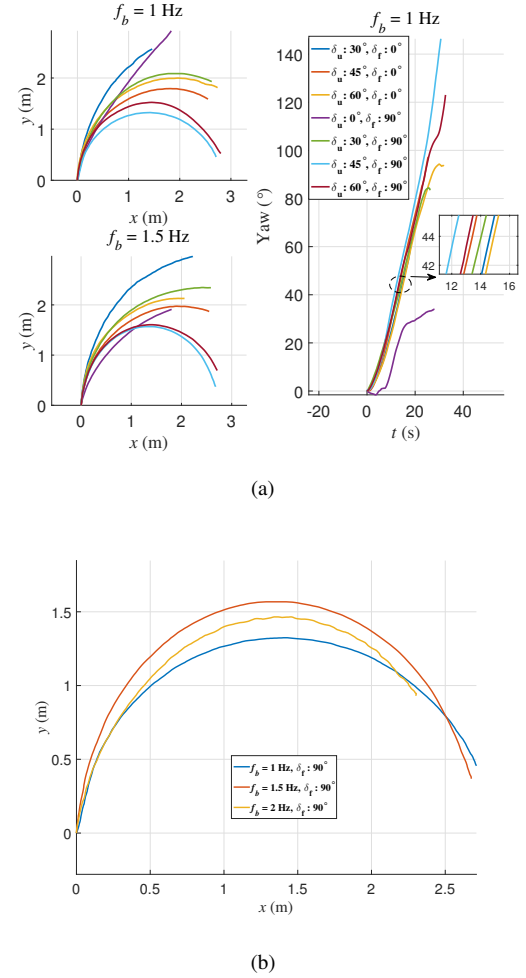 f_b = 1 Hz
2
1
0
0
1
2
3
y (m)
x (m)
f_b = 1.5 Hz
2
1
0
0
1
2
3
y (m)
x (m)
f_b = 1 Hz
140
120
100
80
60
40
20
0
-20
0
20
40
Yaw (°)
t (s)
δ_u: 30°, δ_f: 0°
δ_u: 45°, δ_f: 0°
δ_u: 60°, δ_f: 0°
δ_u: 0°, δ_f: 90°
δ_u: 30°, δ_f: 90°
δ_u: 45°, δ_f: 90°
δ_u: 60°, δ_f: 90°
44
42
12
14
16
(a)
1.5
1
0.5
0
0
0.5
1
1.5
2
2.5
y (m)
x (m)
f_b = 1 Hz, δ_f: 90°
f_b = 1.5 Hz, δ_f: 90°
f_b = 2 Hz, δ_f: 90°
(b)